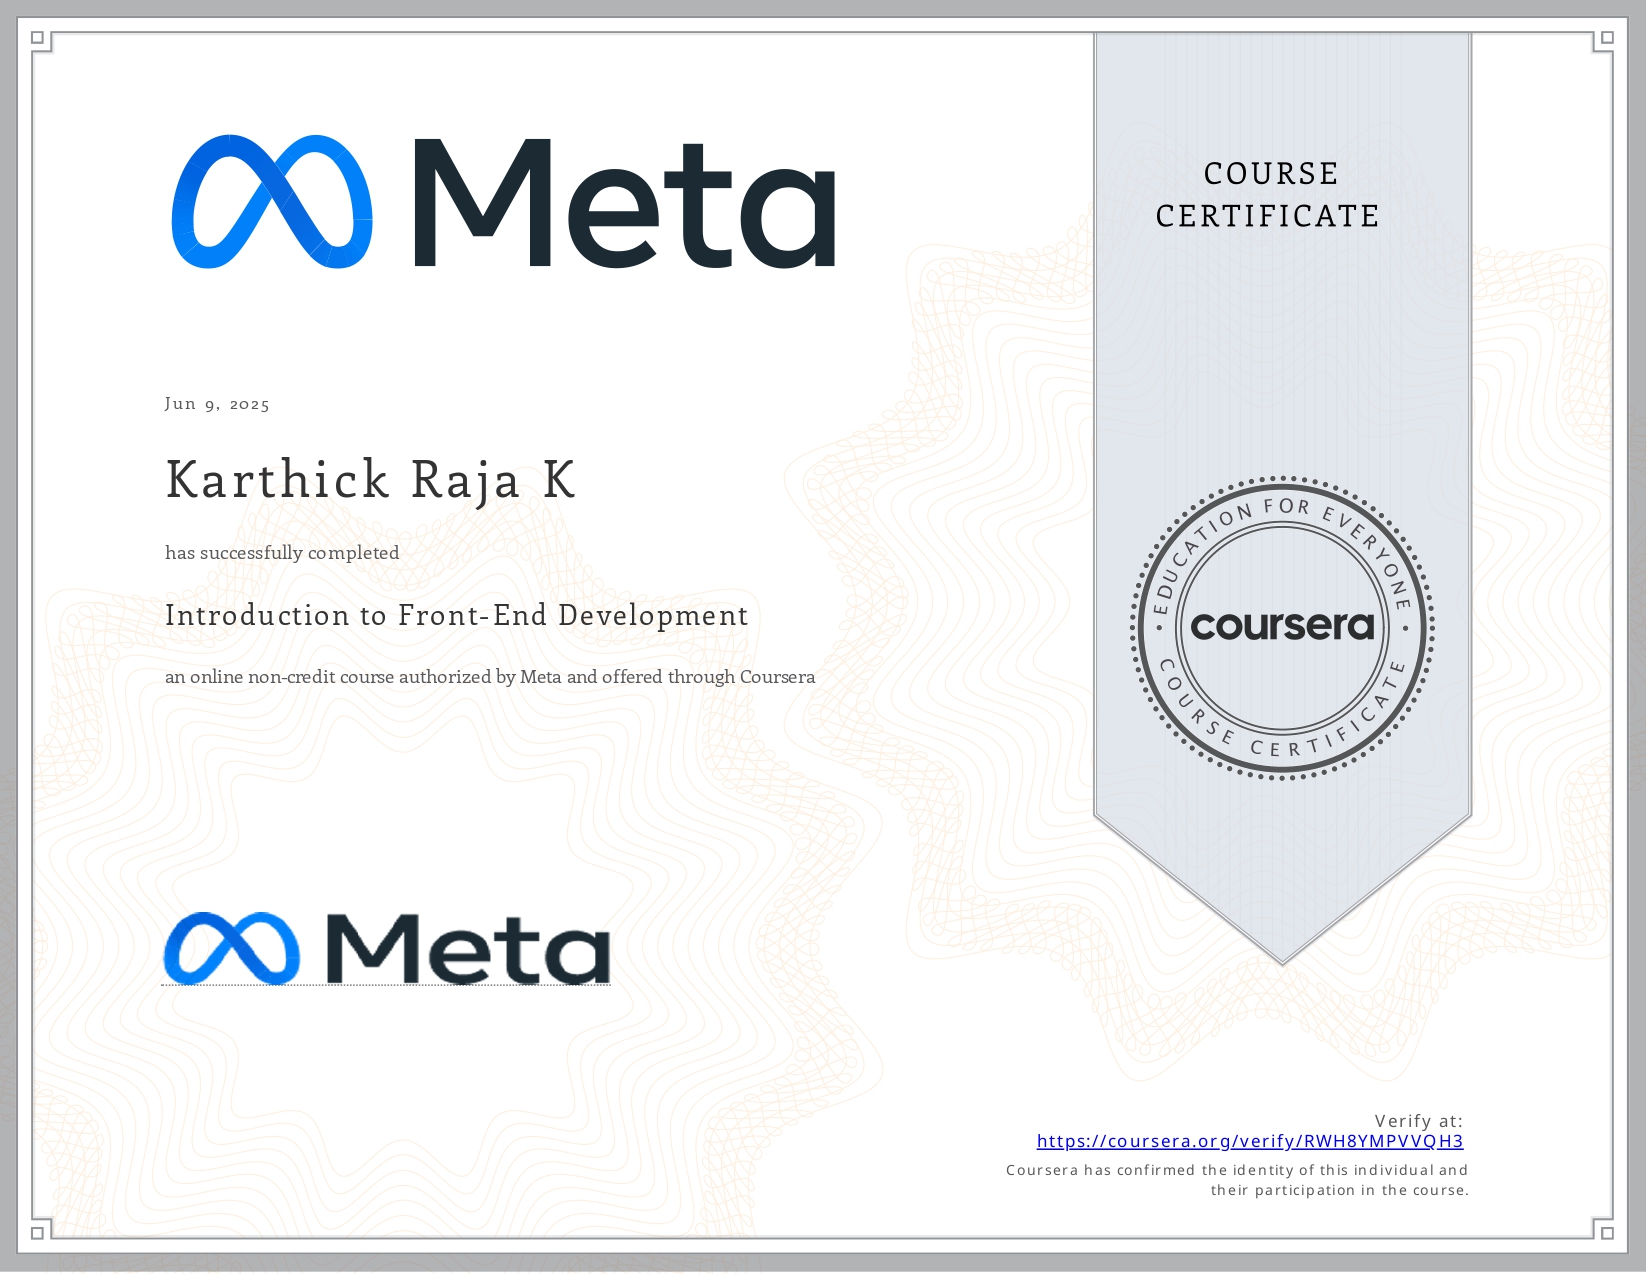 Meta
COURSE
CERTIFICATE
Jun 9, 2025
Karthick Raja K
has successfully completed
Introduction to Front-End Development
an online non-credit course authorized by Meta and offered through Coursera
EDUCATION FOR EVERYONE
coursera
COURSE CERTIFICATE
Meta
Verify at:
https://coursera.org/verify/RWH8YMPVVQH3
Coursera has confirmed the identity of this individual and
their participation in the course.